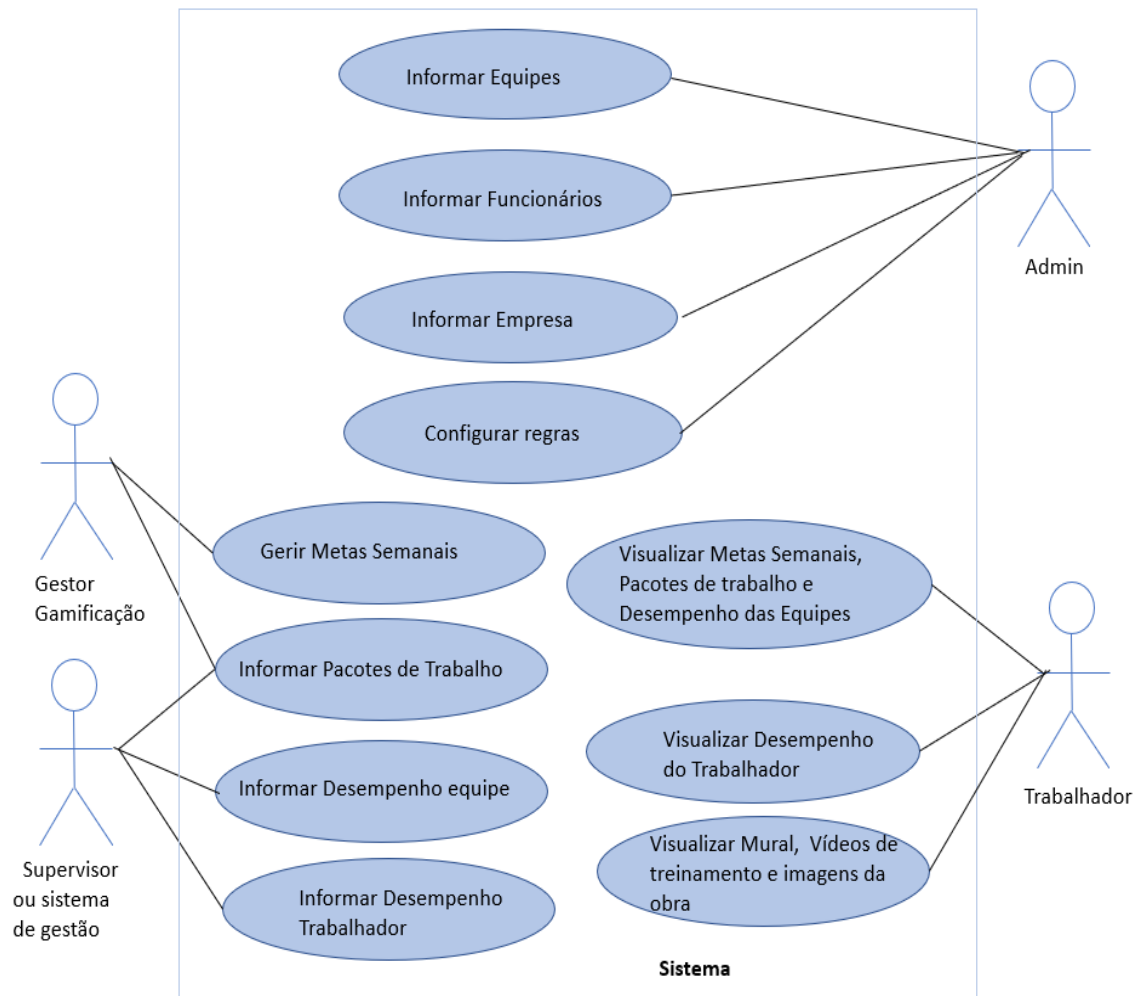 Informar Equipes
Informar Funcionários
Admin
Informar Empresa
Configurar regras
Gestor
Gamificação
Gerir Metas Semanais
Visualizar Metas Semanais,
Pacotes de trabalho e
Desempenho das Equipes
Informar Pacotes de Trabalho
Visualizar Desempenho
do Trabalhador
Trabalhador
Informar Desempenho equipe
Supervisor
ou sistema
de gestão
Visualizar Mural, Vídeos de
treinamento e imagens da
obra
Informar Desempenho
Trabalhador
Sistema